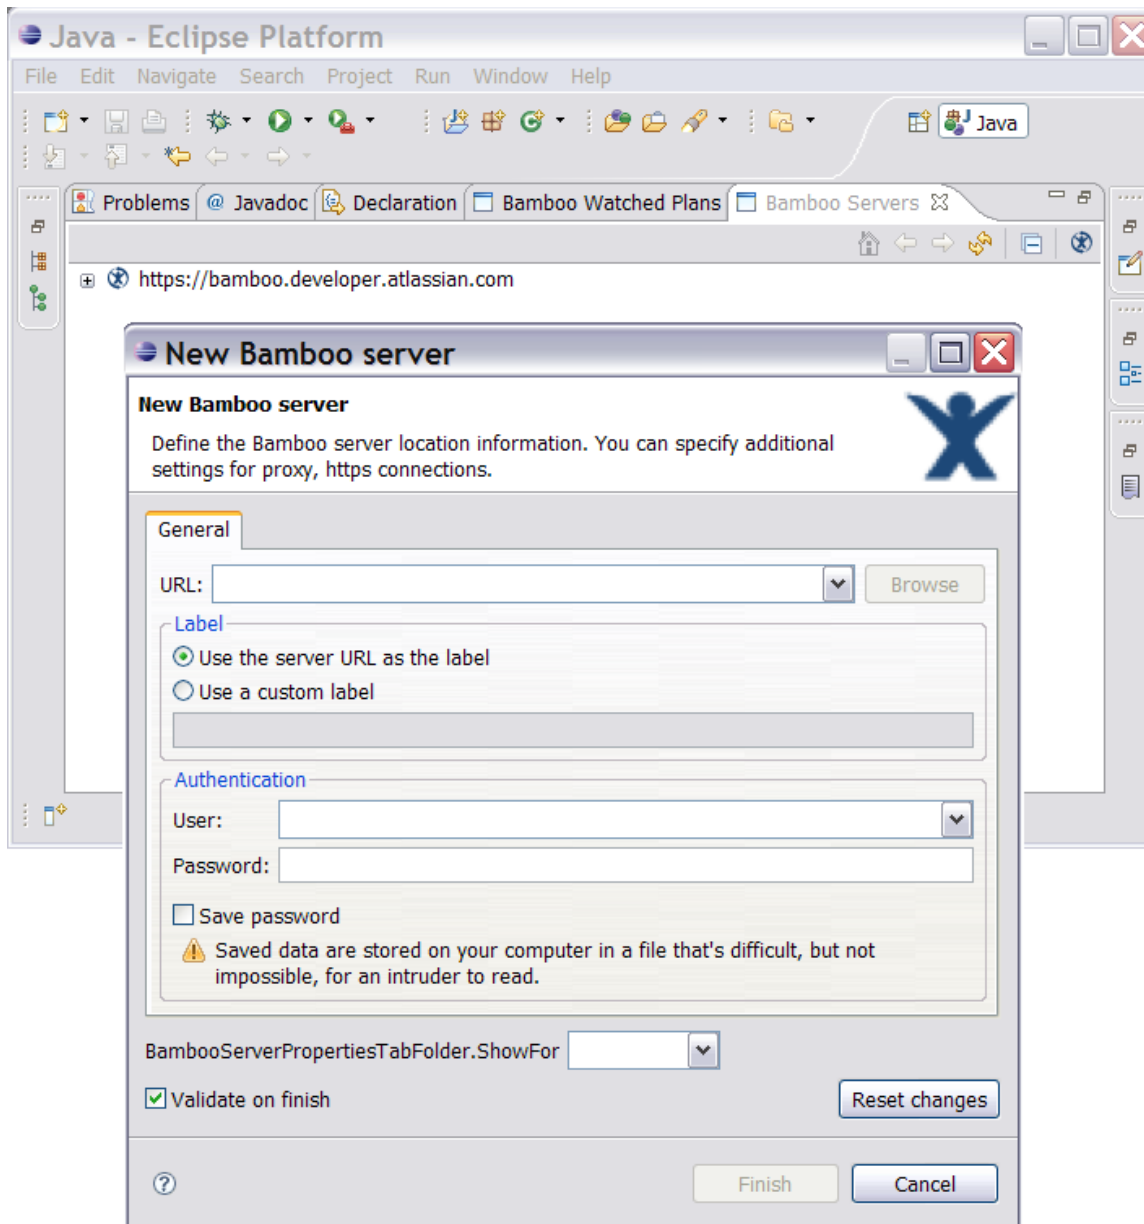 Java - Eclipse Platform
File Edit Navigate Search Project Run Window Help
Java
Problems @ Javadoc Declaration Bamboo Watched Plans Bamboo Servers
https://bamboo.developer.atlassian.com
New Bamboo server
New Bamboo server
Define the Bamboo server location information. You can specify additional
settings for proxy, https connections.
General
URL: Browse
Label
Use the server URL as the label
Use a custom label
Authentication
User:
Password:
Save password
Saved data are stored on your computer in a file that's difficult, but not
impossible, for an intruder to read.
BambooServerPropertiesTabFolder.ShowFor
Validate on finish Reset changes
? Finish Cancel